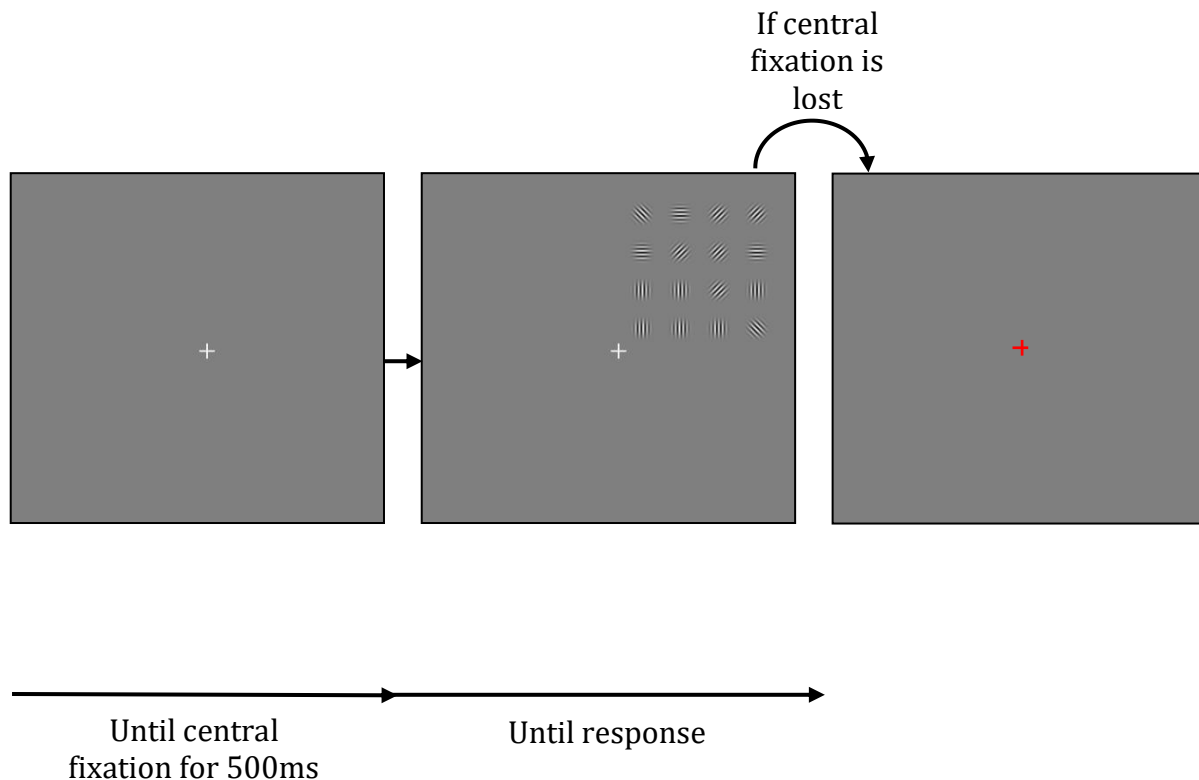 If central
fixation is
lost
Until central
fixation for 500ms
Until response